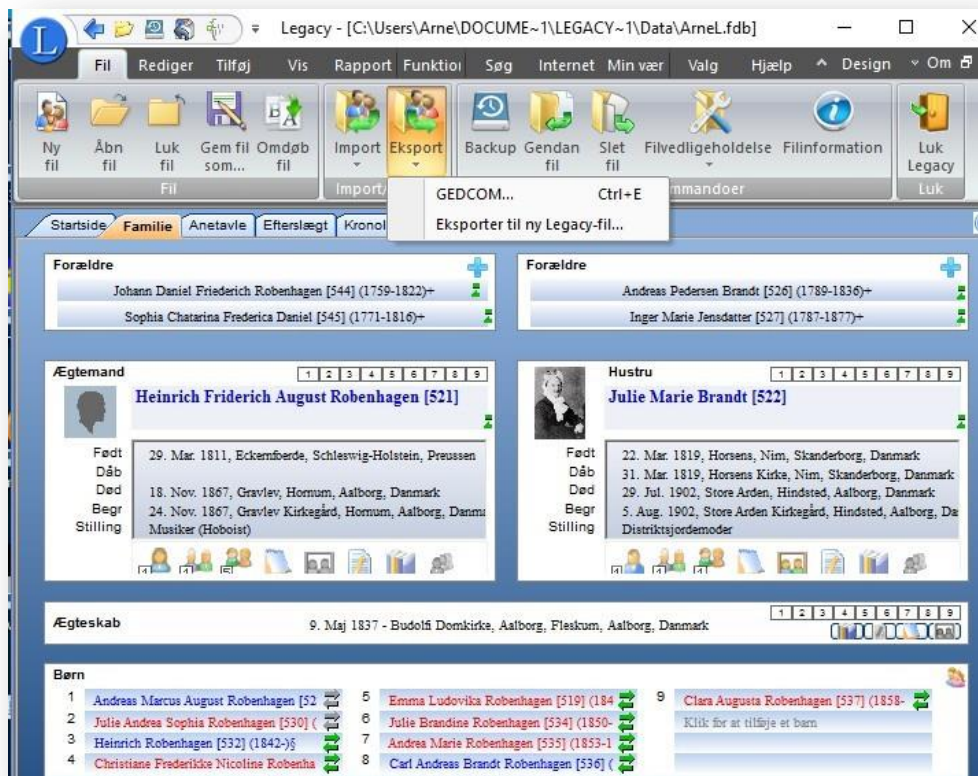 Legacy - [C:\Users\Arne\DOCUME~1\LEGACY~1\Data\ArneL.fdb]
L
Fil Rediger Tilføj Vis Rapport Funktio Søg Internet Min vær Valg Hjælp Design Om
Ny fil
Åbn fil
Luk fil
Gem fil som...
Omdøb fil
Import
Eksport
Backup
Gendan fil
Slet fil
Filvedligeholdelse
Filinformation
Luk Legacy
Fil Import/ mmandoer Luk
GEDCOM... Ctrl+E
Eksporter til ny Legacy-fil...
Startside Familie Anetavle Efterslægt Kronol
Forældre
Johann Daniel Friederich Robenhagen [544] (1759-1822)+
Sophia Chatarina Frederica Daniel [545] (1771-1816)+
Forældre
Andreas Pedersen Brandt [526] (1789-1836)+
Inger Marie Jensdatter [527] (1787-1877)+
Ægtemand 1 2 3 4 5 6 7 8 9
Heinrich Friderich August Robenhagen [521]
Født 29. Mar. 1811, Eckernfoerde, Schleswig-Holstein, Preussen
Dåb
Død 18. Nov. 1867, Gravlev, Hornum, Aalborg, Danmark
Begr 24. Nov. 1867, Gravlev Kirkegård, Hornum, Aalborg, Danma
Stilling Musiker (Hoboist)
4 4 5
Hustru 1 2 3 4 5 6 7 8 9
Julie Marie Brandt [522]
Født 22. Mar. 1819, Horsens, Nim, Skanderborg, Danmark
Dåb 31. Mar. 1819, Horsens Kirke, Nim, Skanderborg, Danmark
Død 29. Jul. 1902, Store Arden, Hindsted, Aalborg, Danmark
Begr 5. Aug. 1902, Store Arden Kirkegård, Hindsted, Aalborg, Da
Stilling Distriktsjordemoder
Ægteskab 9. Maj 1837 - Budolfi Domkirke, Aalborg, Fleskum, Aalborg, Danmark 1 2 3 4 5 6 7 8 9
Børn
1 Andreas Marcus August Robenhagen [52
2 Julie Andrea Sophia Robenhagen [530] (
3 Heinrich Robenhagen [532] (1842-)§
4 Christiane Frederikke Nicoline Robenha
5 Emma Ludovika Robenhagen [519] (184
6 Julie Brandine Robenhagen [534] (1850-
7 Andrea Marie Robenhagen [535] (1853-1
8 Carl Andreas Brandt Robenhagen [536] (
9 Clara Augusta Robenhagen [537] (1858-
Klik for at tilføje et barn